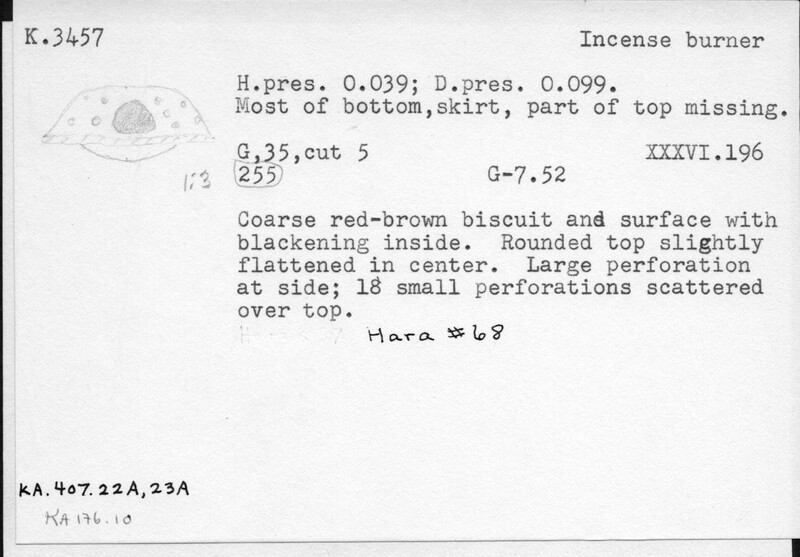 K.3457
Incense burner
H.pres. 0.039; D.pres. 0.099.
Most of bottom,skirt, part of top missing.
G,35,cut 5
XXXVI.196
1:3
255
G-7.52
Coarse red-brown biscuit and surface with
blackening inside. Rounded top slightly
flattened in center. Large perforation
at side; 18 small perforations scattered
over top.
Hara #68
KA.407.22A,23A
KA 176.10